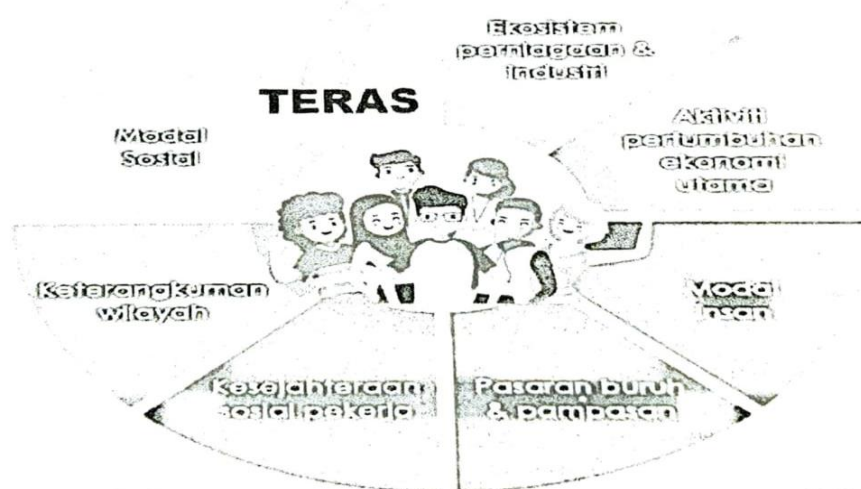 TERAS
Ekosistem
perniagaan &
industri
Aktiviti
pertumbuhan
ekonomi
utama
Modal
insan
Pasaran buruh
& pampasan
Kesejahteraan
sosial pekerja
Keterangkuman
wilayah
Modal
Sosial